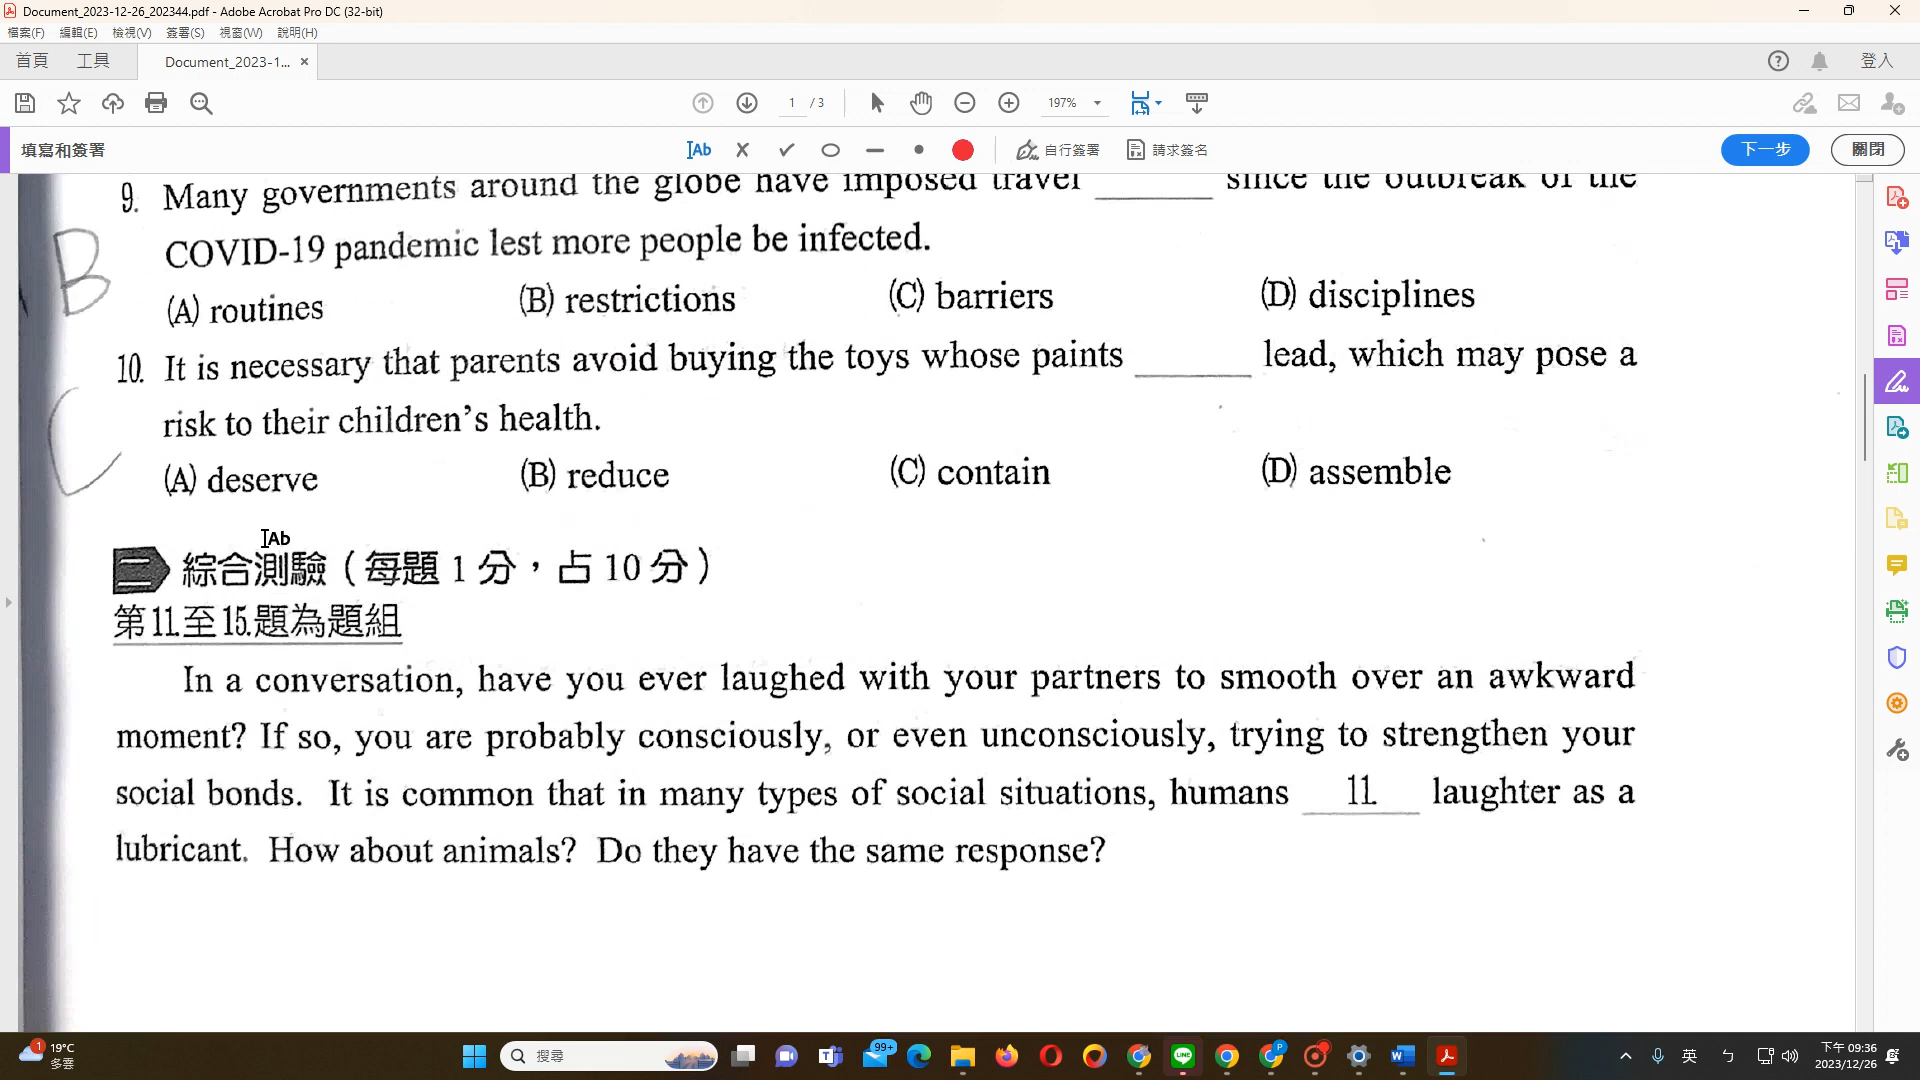 Document_2023-12-26_202344.pdf - Adobe Acrobat Pro DC (32-bit)
檔案(F) 編輯(E) 檢視(V) 簽署(S) 視窗(W) 說明(H)
首頁 工具 Document_2023-1... × 登入
1 / 3 197%
填寫和簽署 Ab 自行簽署 請求簽名 下一步 關閉
9. Many governments around the globe have imposed travel ______ since the outbreak of the
COVID-19 pandemic lest more people be infected.
B
(A) routines (B) restrictions (C) barriers (D) disciplines
10. It is necessary that parents avoid buying the toys whose paints ______ lead, which may pose a
risk to their children's health.
C
(A) deserve (B) reduce (C) contain (D) assemble
Ab
二 綜合測驗（每題 1 分，占 10 分）
第11.至15.題為題組
In a conversation, have you ever laughed with your partners to smooth over an awkward
moment? If so, you are probably consciously, or even unconsciously, trying to strengthen your
social bonds. It is common that in many types of social situations, humans 11. laughter as a
lubricant. How about animals? Do they have the same response?
1 19°C
多雲
搜尋
99+
P
英 ㄅ
下午 09:36
2023/12/26